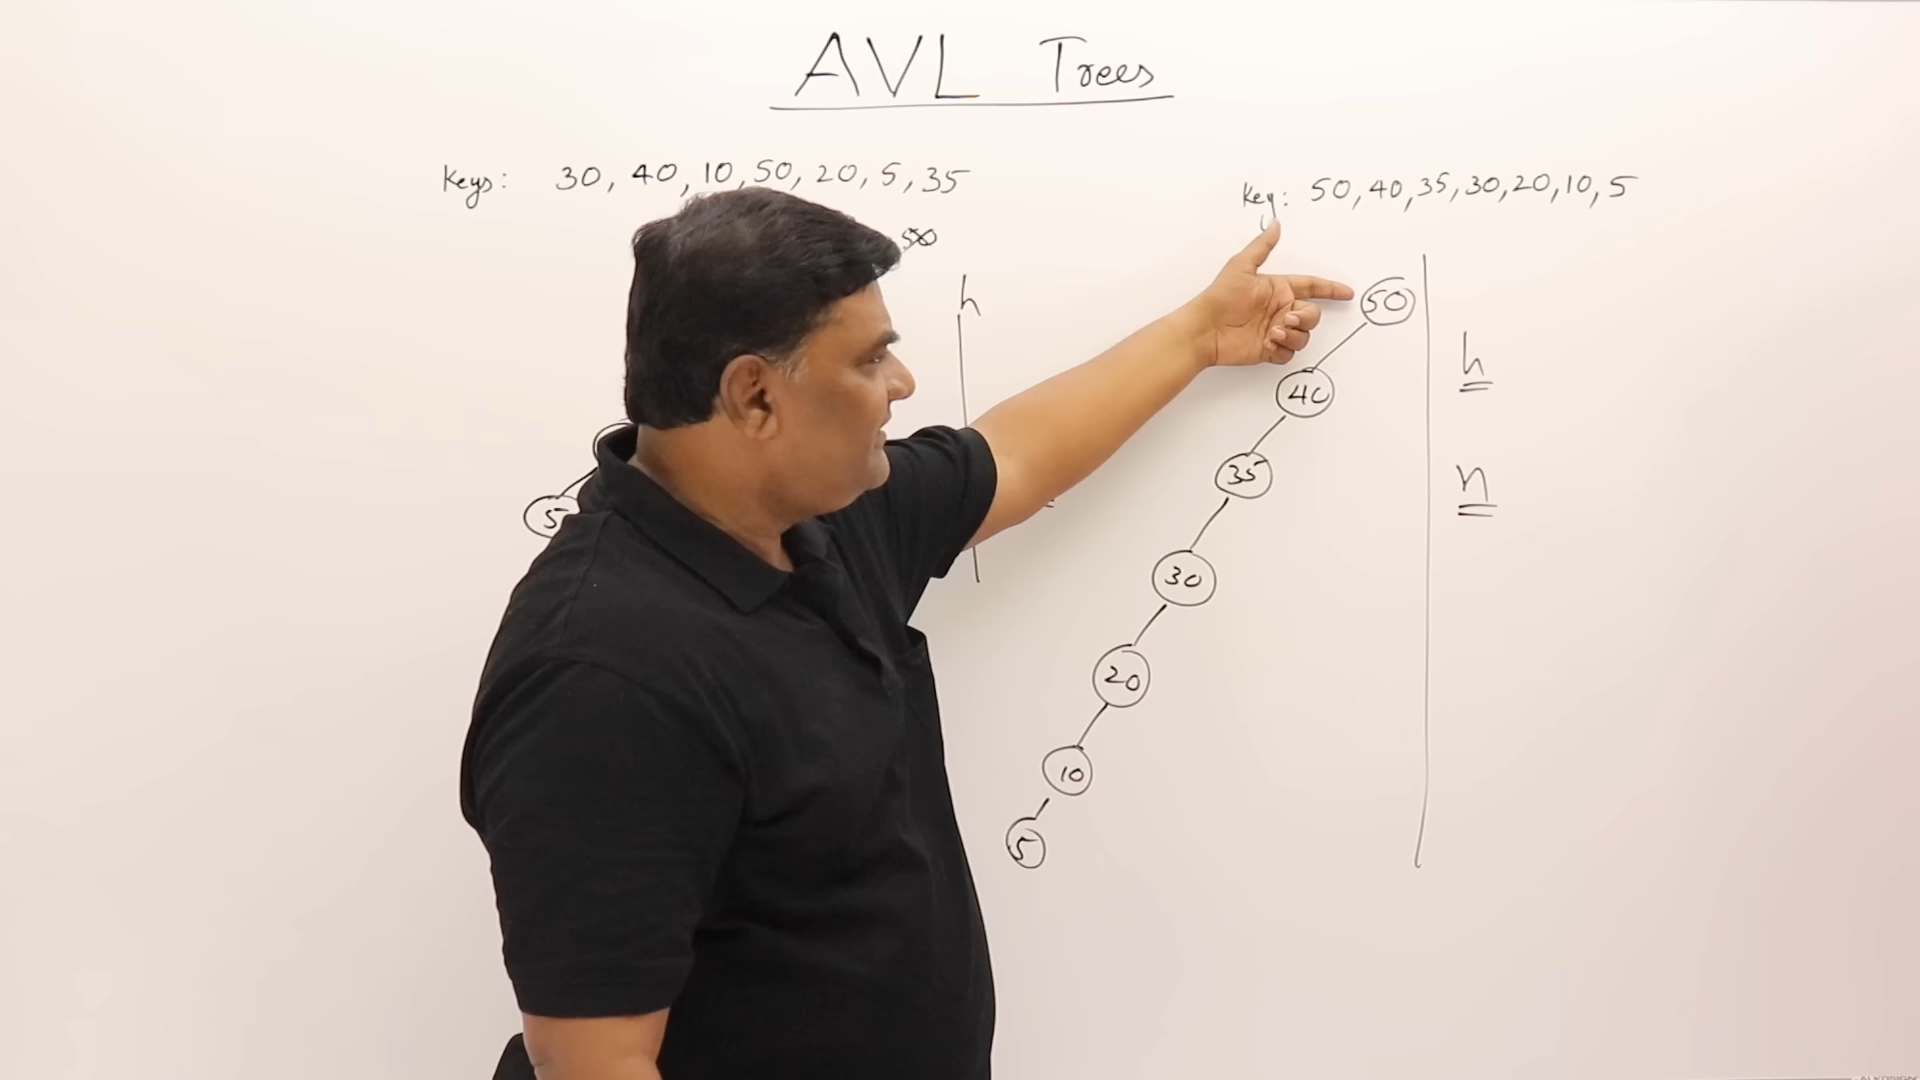 AVL Trees
Keys: 30, 40, 10, 50, 20, 5, 35
Key: 50, 40, 35, 30, 20, 10, 5
50
h
50
h
40
35
n
5
30
20
10
5